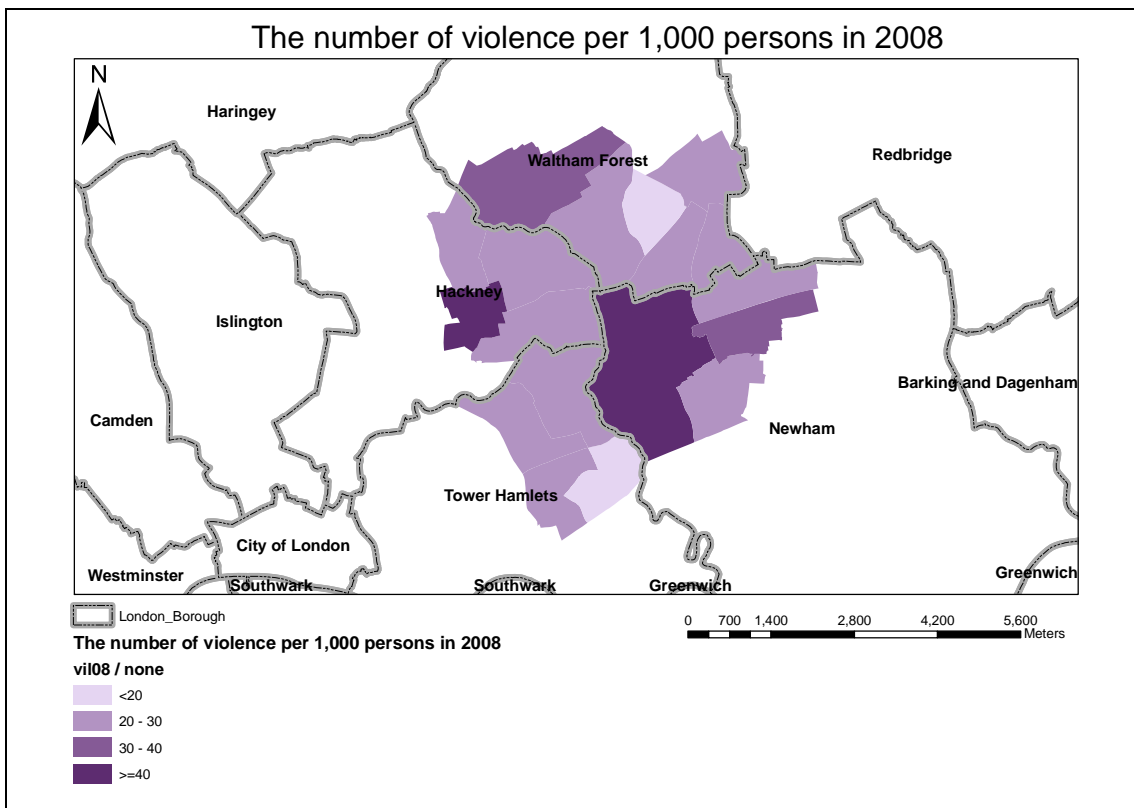 The number of violence per 1,000 persons in 2008
N
Haringey
Waltham Forest
Redbridge
Hackney
Islington
Barking and Dagenham
Camden
Newham
Tower Hamlets
City of London
Westminster
Greenwich
Southwark
Southwark
Greenwich
London_Borough
0 700 1,400 2,800 4,200 5,600
Meters
The number of violence per 1,000 persons in 2008
vil08 / none
<20
20 - 30
30 - 40
>=40